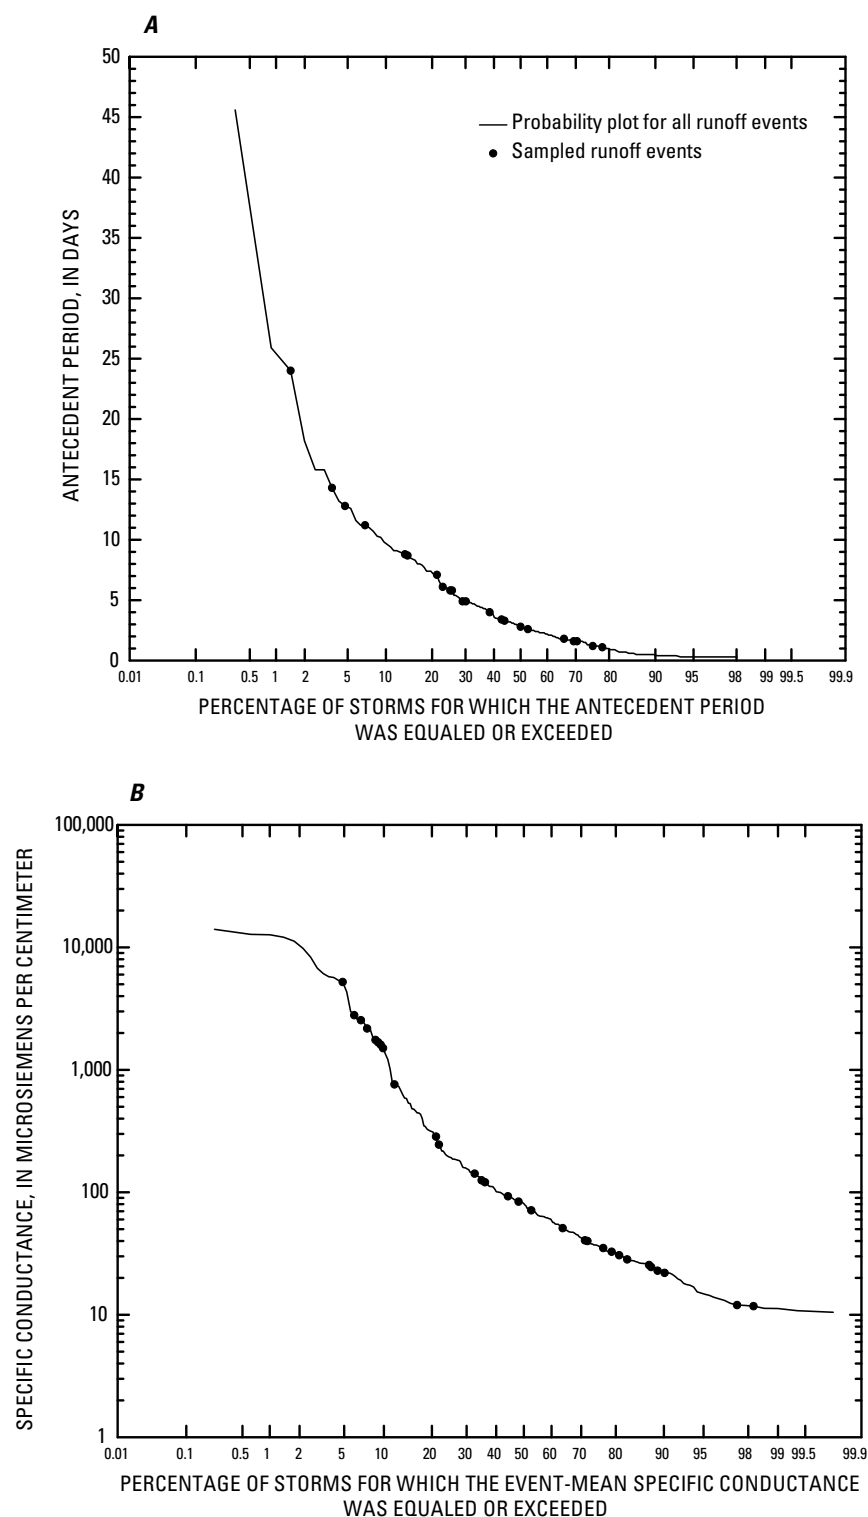 A
50
45
40
35
30
25
20
15
10
5
0
ANTECEDENT PERIOD, IN DAYS
Probability plot for all runoff events
Sampled runoff events
0.01 0.1 0.5 1 2 5 10 20 30 40 50 60 70 80 90 95 98 99 99.5 99.9
PERCENTAGE OF STORMS FOR WHICH THE ANTECEDENT PERIOD
WAS EQUALED OR EXCEEDED
B
100,000
10,000
1,000
100
10
1
SPECIFIC CONDUCTANCE, IN MICROSIEMENS PER CENTIMETER
0.01 0.1 0.5 1 2 5 10 20 30 40 50 60 70 80 90 95 98 99 99.5 99.9
PERCENTAGE OF STORMS FOR WHICH THE EVENT-MEAN SPECIFIC CONDUCTANCE
WAS EQUALED OR EXCEEDED